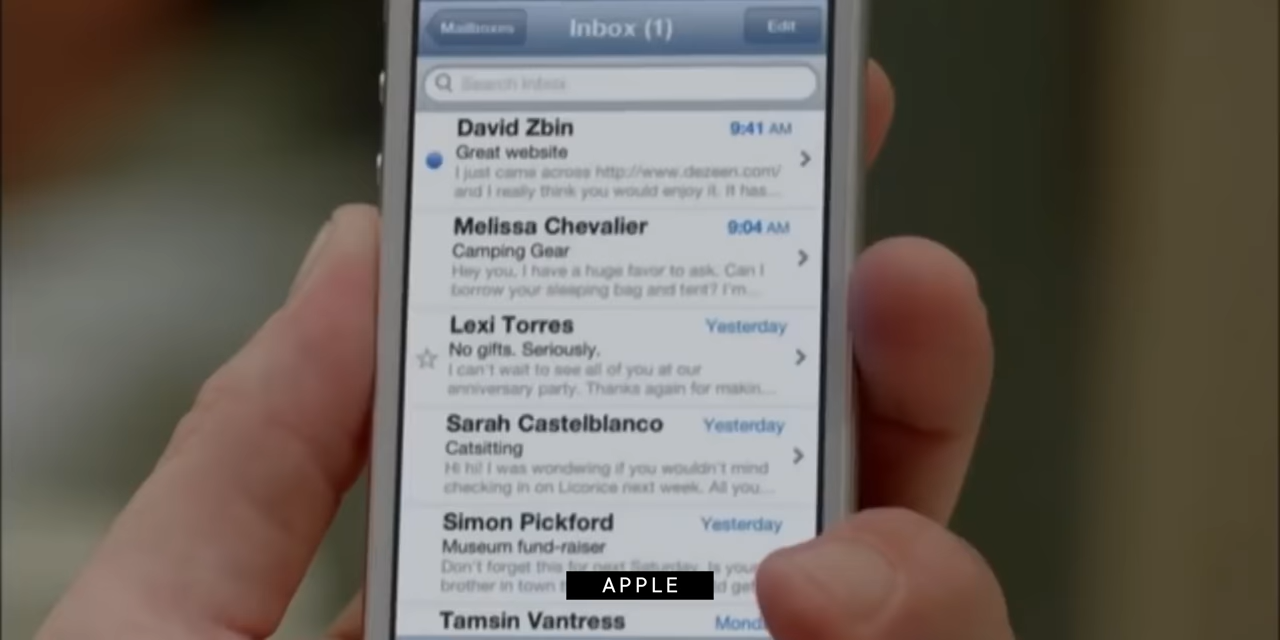 Mailboxes
Inbox (1)
Edit
Search Inbox
David Zbin
9:41 AM
Great website
I just came across http://www.dezeen.com/
and I really think you would enjoy it. It has...
Melissa Chevalier
9:04 AM
Camping Gear
Hey you, I have a huge favor to ask. Can I
borrow your sleeping bag and tent? I'm...
Lexi Torres
Yesterday
No gifts. Seriously.
I can't wait to see all of you at our
anniversary party. Thanks again for makin...
Sarah Castelblanco
Yesterday
Catsitting
Hi hi! I was wondering if you wouldn't mind
checking in on Licorice next week. All you...
Simon Pickford
Yesterday
Museum fund-raiser
Don't forget this for next Saturday. Is your
brother in town
APPLE
Tamsin Vantress
Mond